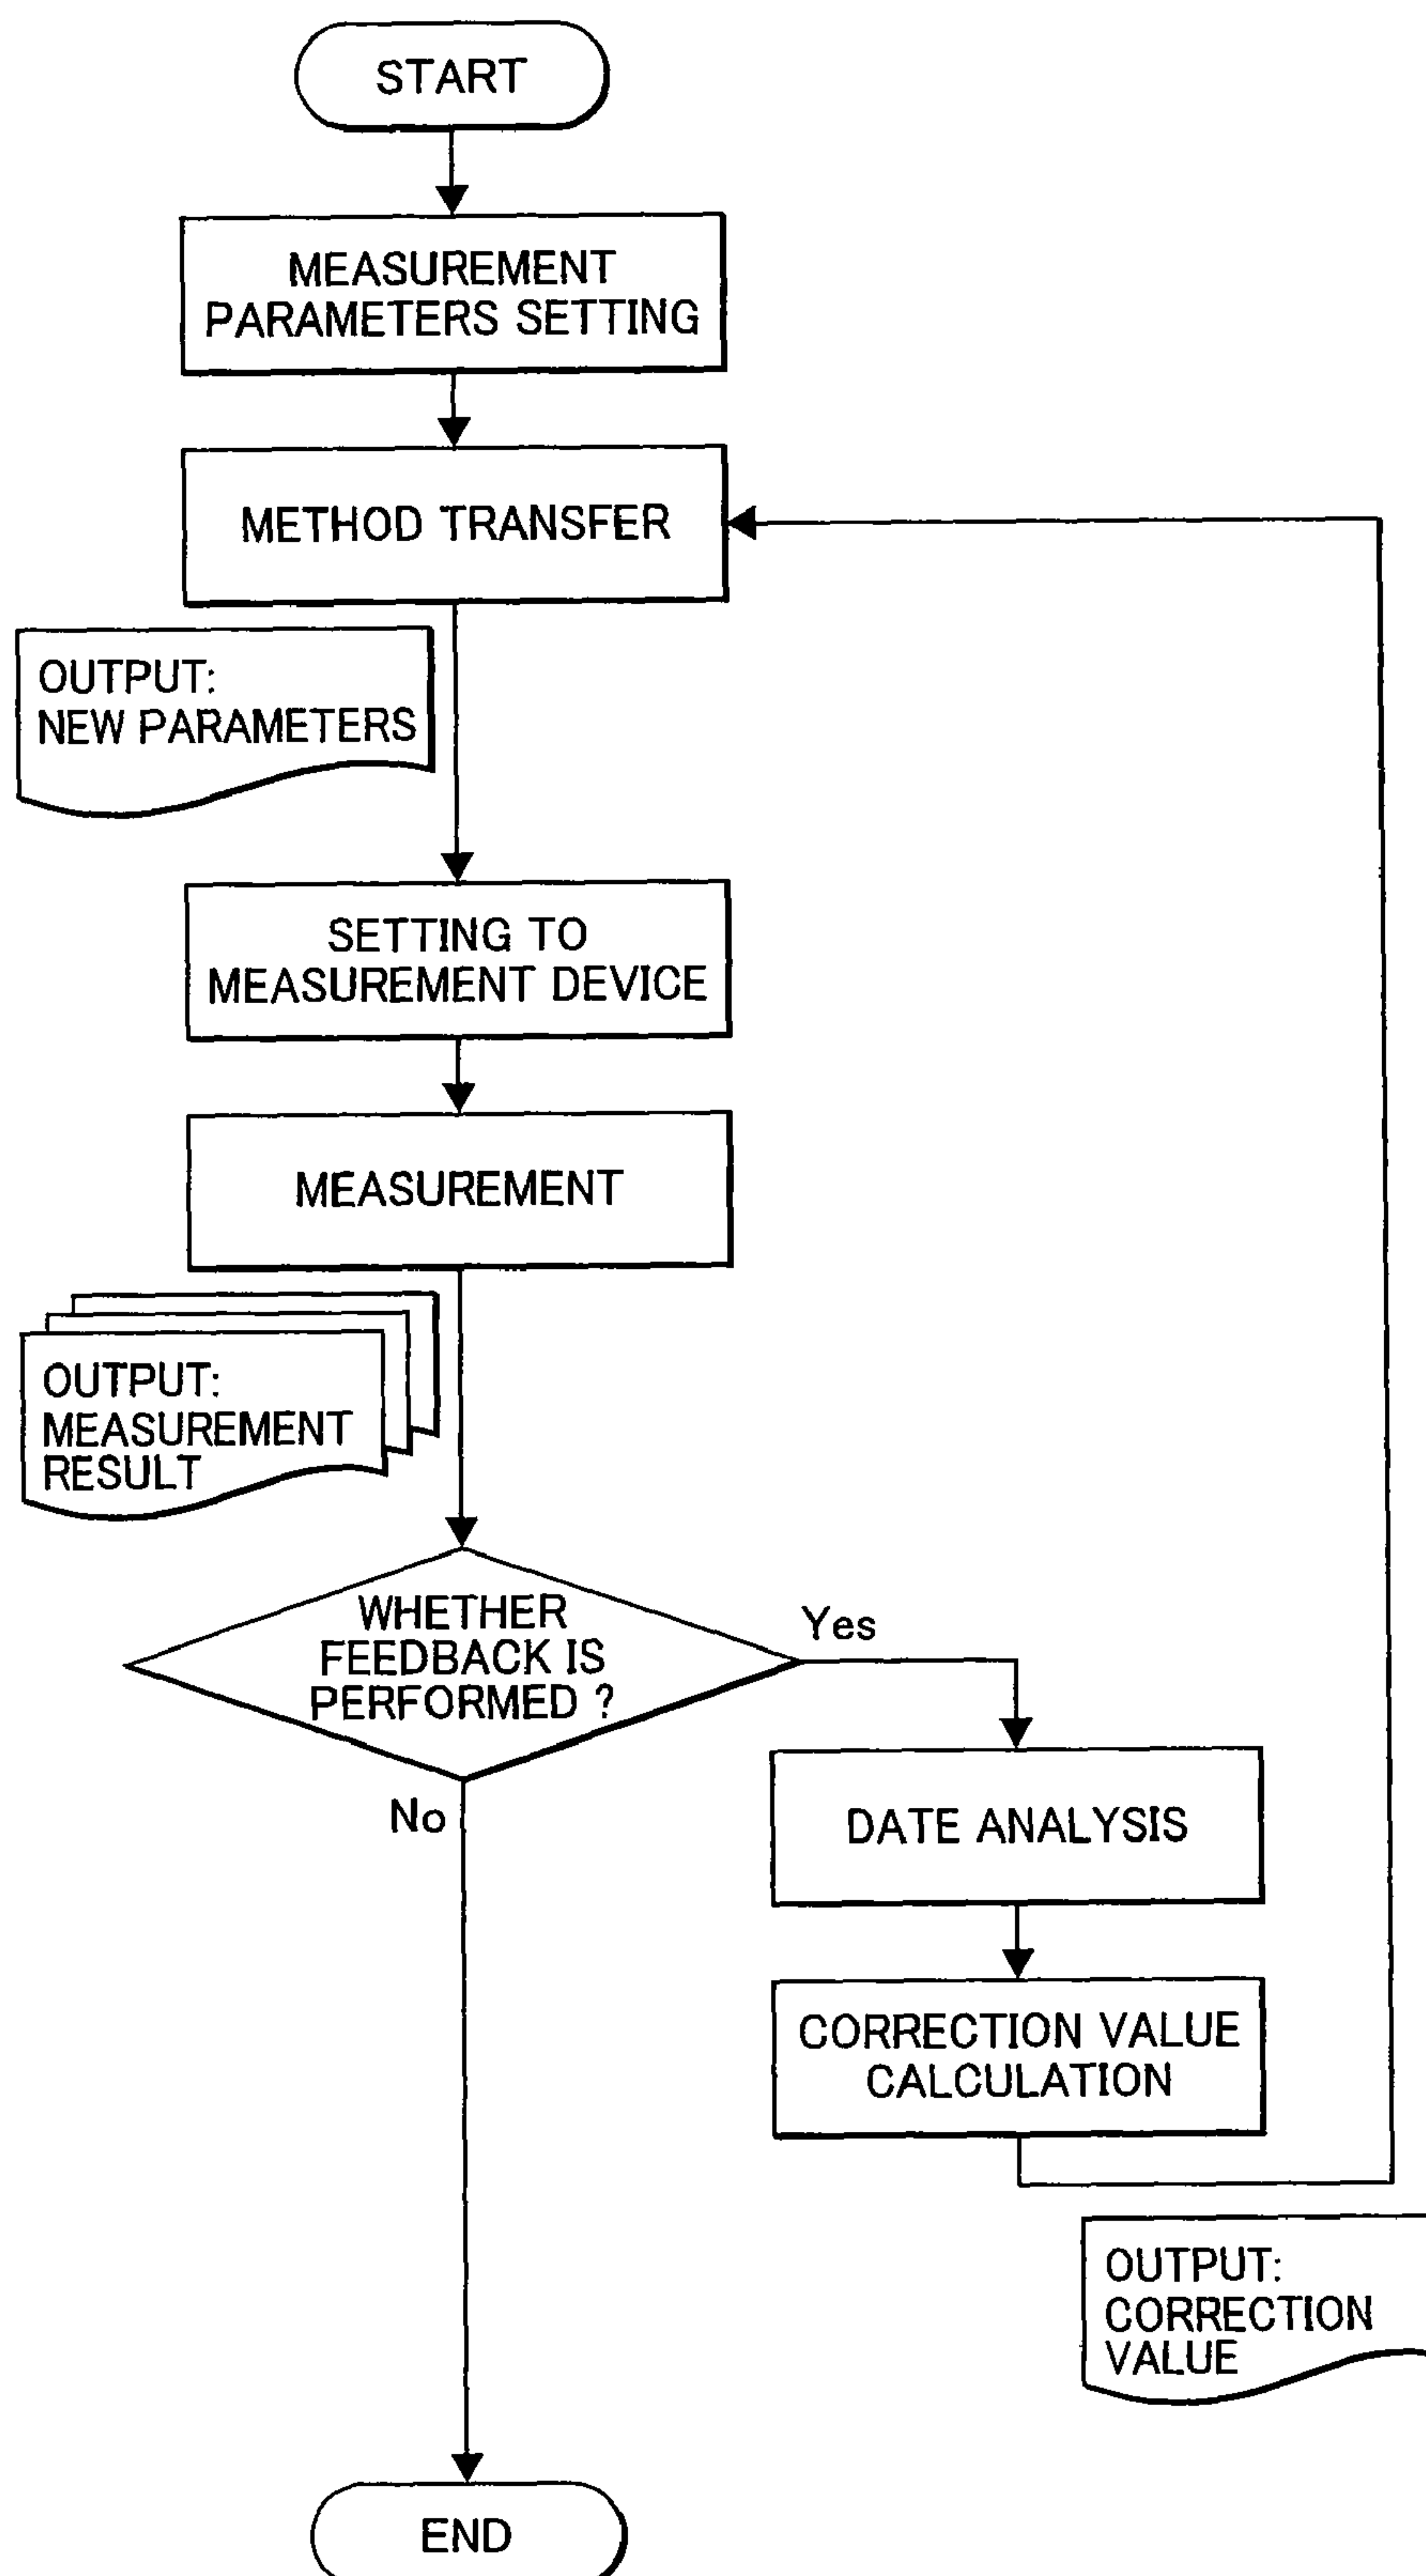 START
MEASUREMENT
PARAMETERS SETTING
METHOD TRANSFER
OUTPUT:
NEW PARAMETERS
SETTING TO
MEASUREMENT DEVICE
MEASUREMENT
OUTPUT:
MEASUREMENT
RESULT
WHETHER
FEEDBACK IS
PERFORMED ?
Yes
No
DATE ANALYSIS
CORRECTION VALUE
CALCULATION
OUTPUT:
CORRECTION
VALUE
END